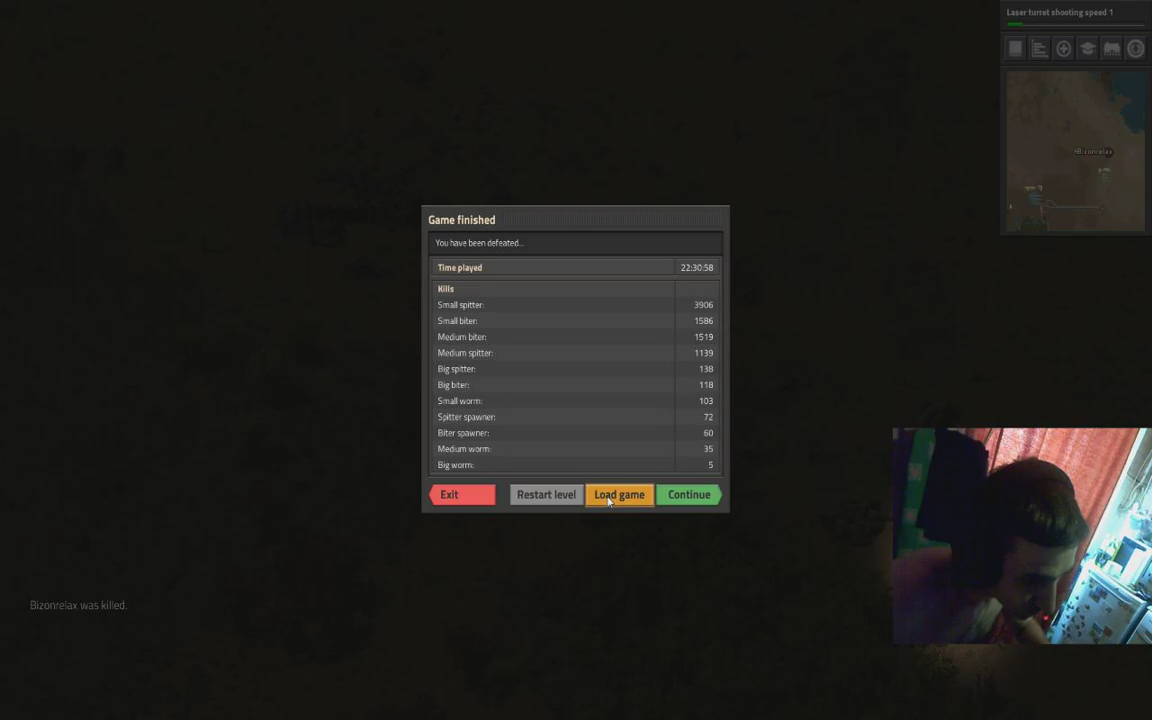 Laser turret shooting speed 1
Bizonrelax
Game finished
You have been defeated...
Time played 22:30:58
Kills
Small spitter: 3906
Small biter: 1586
Medium biter: 1519
Medium spitter: 1139
Big spitter: 138
Big biter: 118
Small worm: 103
Spitter spawner: 72
Biter spawner: 60
Medium worm: 35
Big worm: 5
Exit Restart level Load game Continue
Bizonrelax was killed.